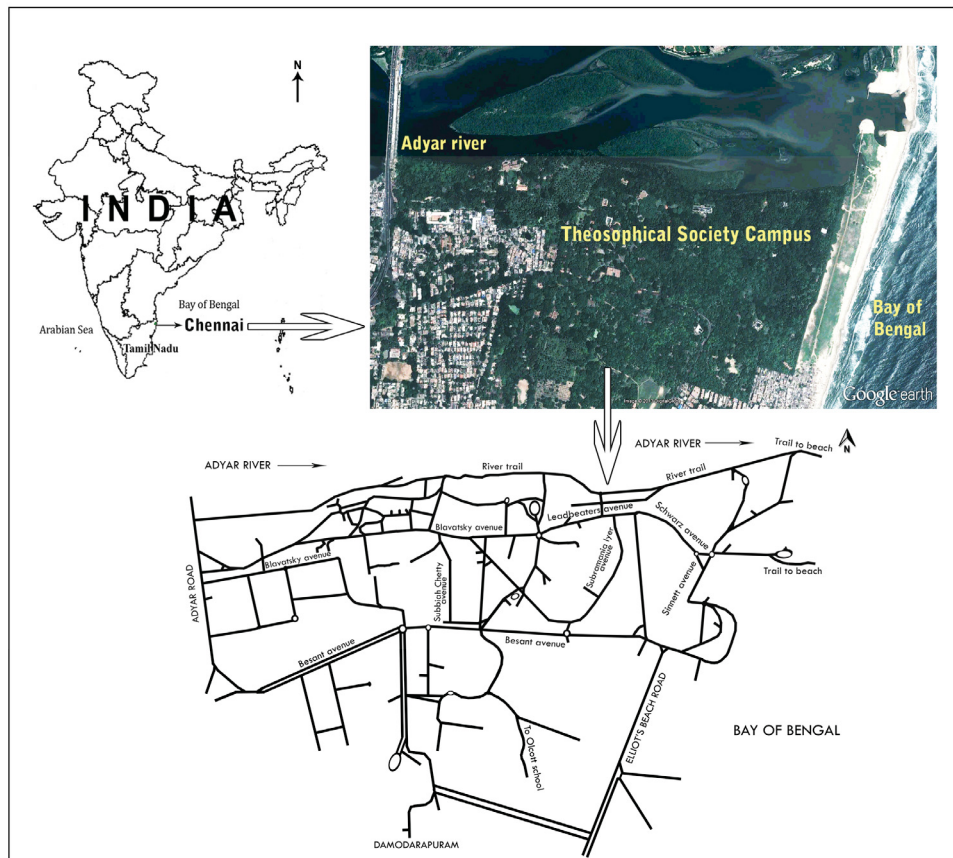 N
INDIA
Bay of Bengal
Arabian Sea
Chennai
Tamil Nadu
Adyar river
Theosophical Society Campus
Bay of
Bengal
Google earth
ADYAR RIVER
ADYAR RIVER
Trail to beach
N
River trail
River trail
Leadbeaters avenue
Schwarz avenue
Blavatsky avenue
Blavatsky avenue
Subramania Iyer
avenue
Trail to beach
ADYAR ROAD
Subbiah Chetty
avenue
Sinnett avenue
Besant avenue
Besant avenue
ELLIOT'S BEACH ROAD
BAY OF BENGAL
To Olcott school
DAMODARAPURAM